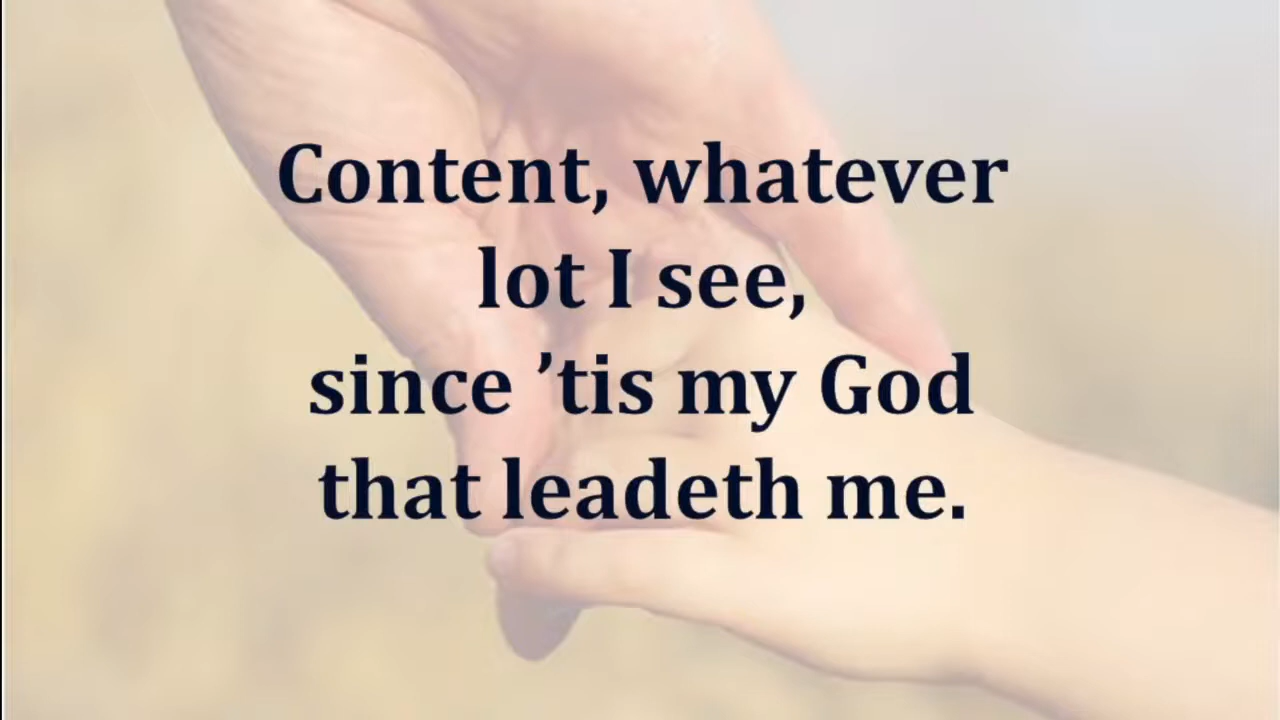 Content, whatever
lot I see,
since ’tis my God
that leadeth me.